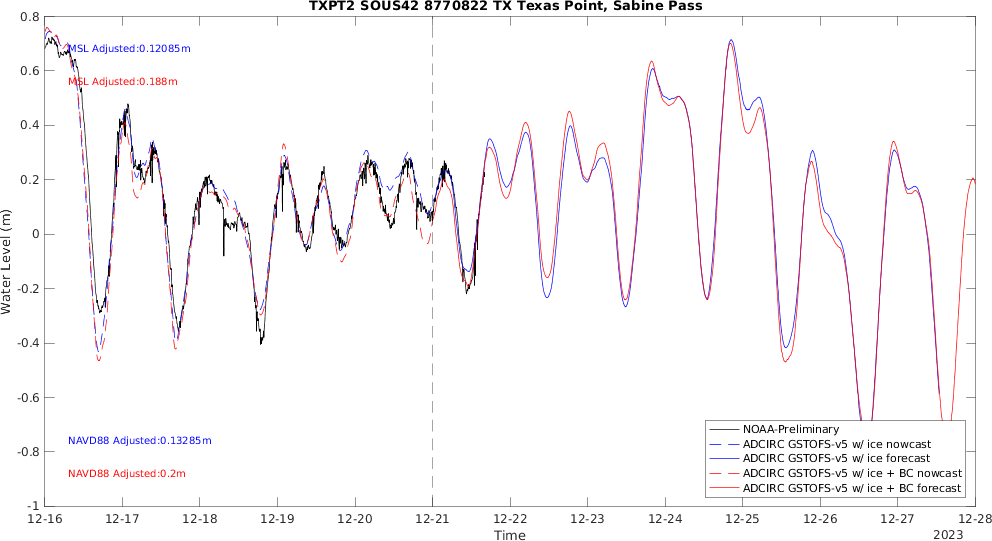 TXPT2 SOUS42 8770822 TX Texas Point, Sabine Pass
0.8
0.6
0.4
0.2
0
-0.2
-0.4
-0.6
-0.8
-1
Water Level (m)
MSL Adjusted:0.12085m
MSL Adjusted:0.188m
NAVD88 Adjusted:0.13285m
NAVD88 Adjusted:0.2m
NOAA-Preliminary
ADCIRC GSTOFS-v5 w/ ice nowcast
ADCIRC GSTOFS-v5 w/ ice forecast
ADCIRC GSTOFS-v5 w/ ice + BC nowcast
ADCIRC GSTOFS-v5 w/ ice + BC forecast
12-16 12-17 12-18 12-19 12-20 12-21 12-22 12-23 12-24 12-25 12-26 12-27 12-28
Time
2023